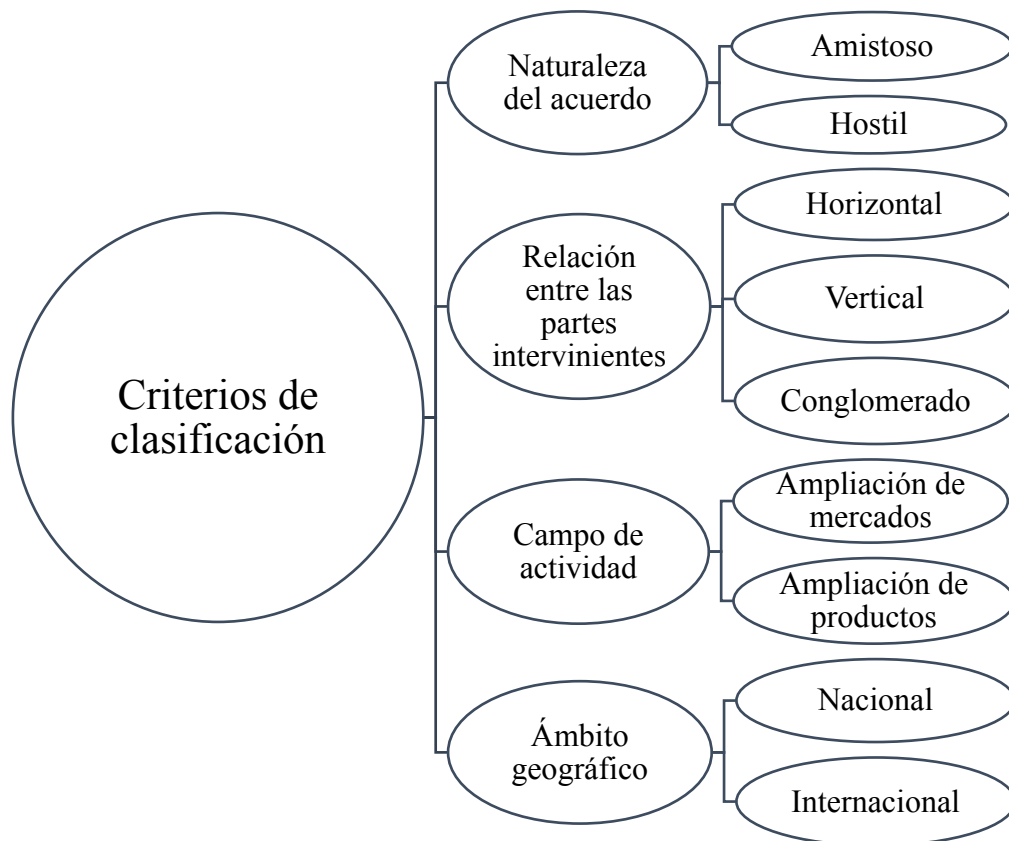 Criterios de
clasificación
Naturaleza
del acuerdo
Amistoso
Hostil
Relación
entre las
partes
intervinientes
Horizontal
Vertical
Conglomerado
Campo de
actividad
Ampliación de
mercados
Ampliación de
productos
Ámbito
geográfico
Nacional
Internacional